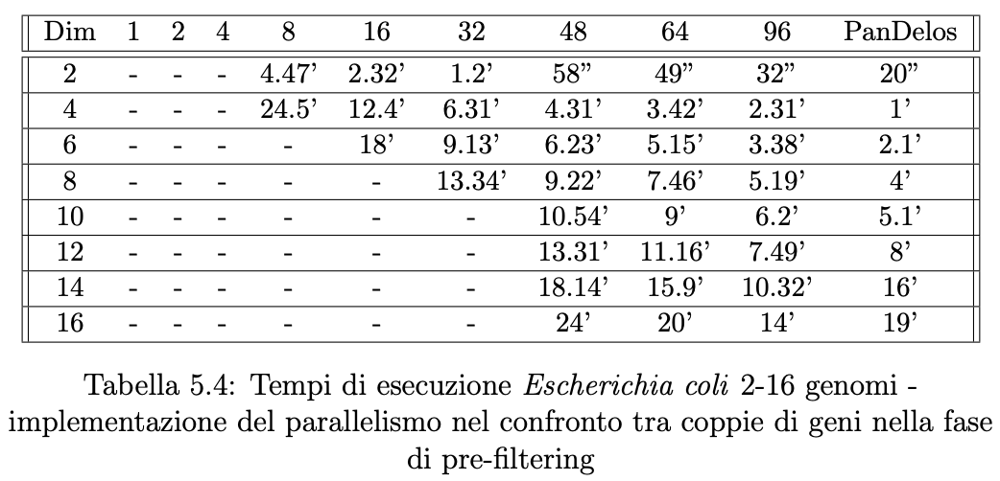 Dim 1 2 4 8 16 32 48 64 96 PanDelos
2 - - - 4.47’ 2.32’ 1.2’ 58” 49” 32” 20”
4 - - - 24.5’ 12.4’ 6.31’ 4.31’ 3.42’ 2.31’ 1’
6 - - - - 18’ 9.13’ 6.23’ 5.15’ 3.38’ 2.1’
8 - - - - - 13.34’ 9.22’ 7.46’ 5.19’ 4’
10 - - - - - - 10.54’ 9’ 6.2’ 5.1’
12 - - - - - - 13.31’ 11.16’ 7.49’ 8’
14 - - - - - - 18.14’ 15.9’ 10.32’ 16’
16 - - - - - - 24’ 20’ 14’ 19’
Tabella 5.4: Tempi di esecuzione Escherichia coli 2-16 genomi -
implementazione del parallelismo nel confronto tra coppie di geni nella fase
di pre-filtering